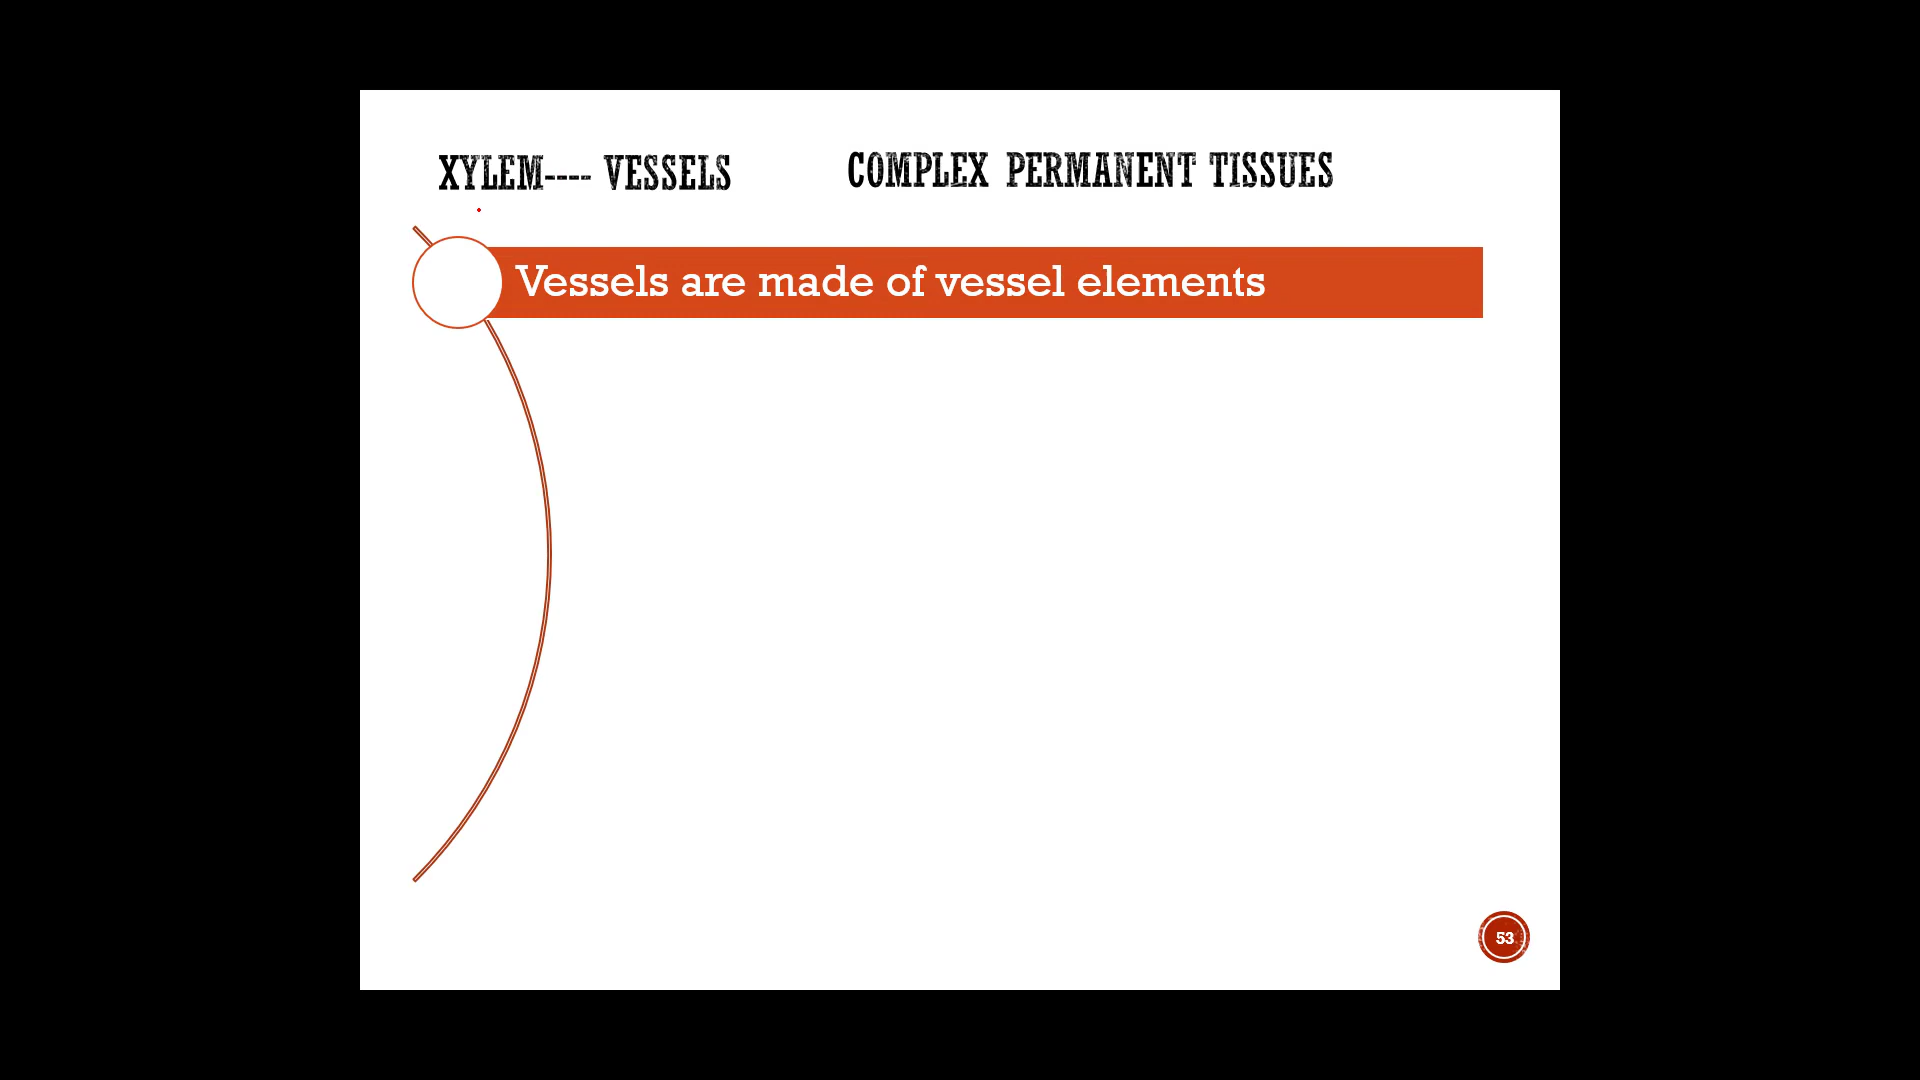 XYLEM---- VESSELS
COMPLEX PERMANENT TISSUES
Vessels are made of vessel elements
53